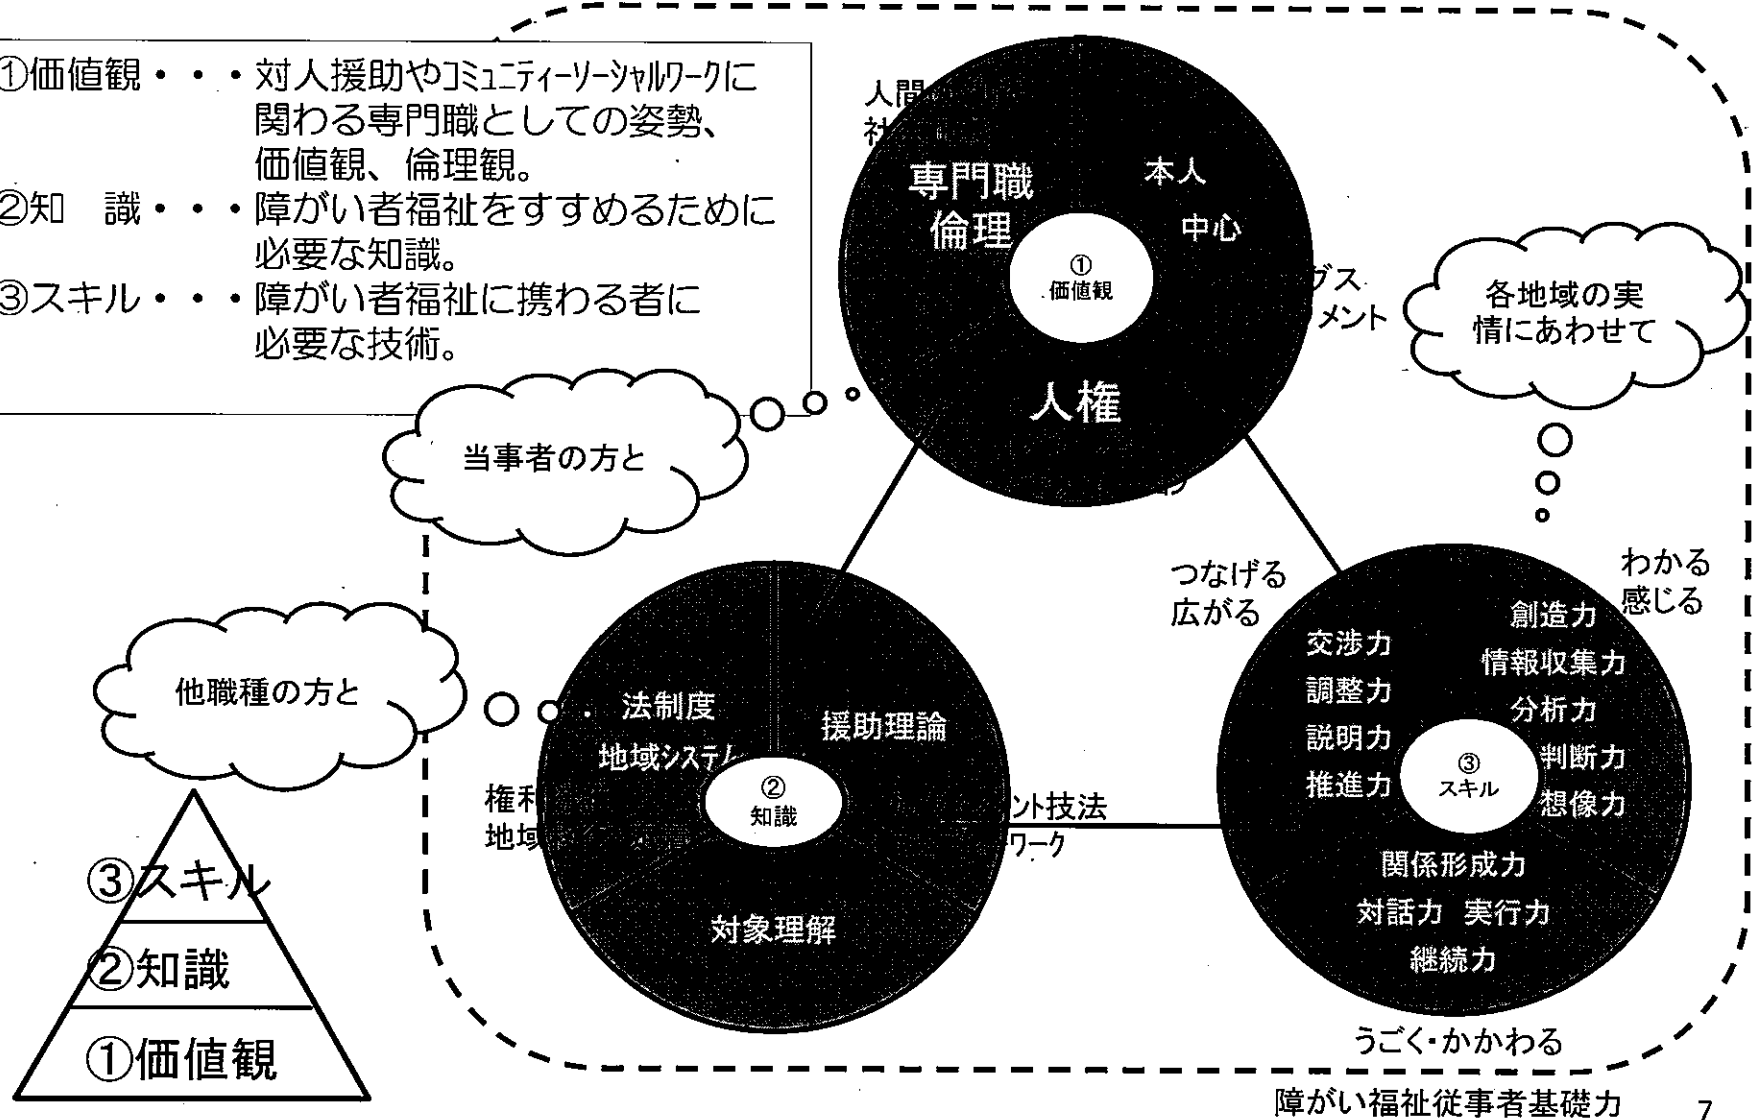 ①価値観・・・対人援助やコミュニティーソーシャルワークに
関わる専門職としての姿勢、
価値観、倫理観。
②知　識・・・障がい者福祉をすすめるために
必要な知識。
③スキル・・・障がい者福祉に携わる者に
必要な技術。
人間
社
専門職
倫理
本人
中心
①
価値観
人権
グス
メント
各地域の実
情にあわせて
当事者の方と
他職種の方と
つなげる
広がる
わかる
感じる
法制度
地域システム
援助理論
②
知識
対象理解
権利
地域
ント技法
ワーク
交渉力
調整力
説明力
推進力
創造力
情報収集力
分析力
判断力
想像力
③
スキル
関係形成力
対話力 実行力
継続力
うごく・かかわる
③スキル
②知識
①価値観
障がい福祉従事者基礎力
7